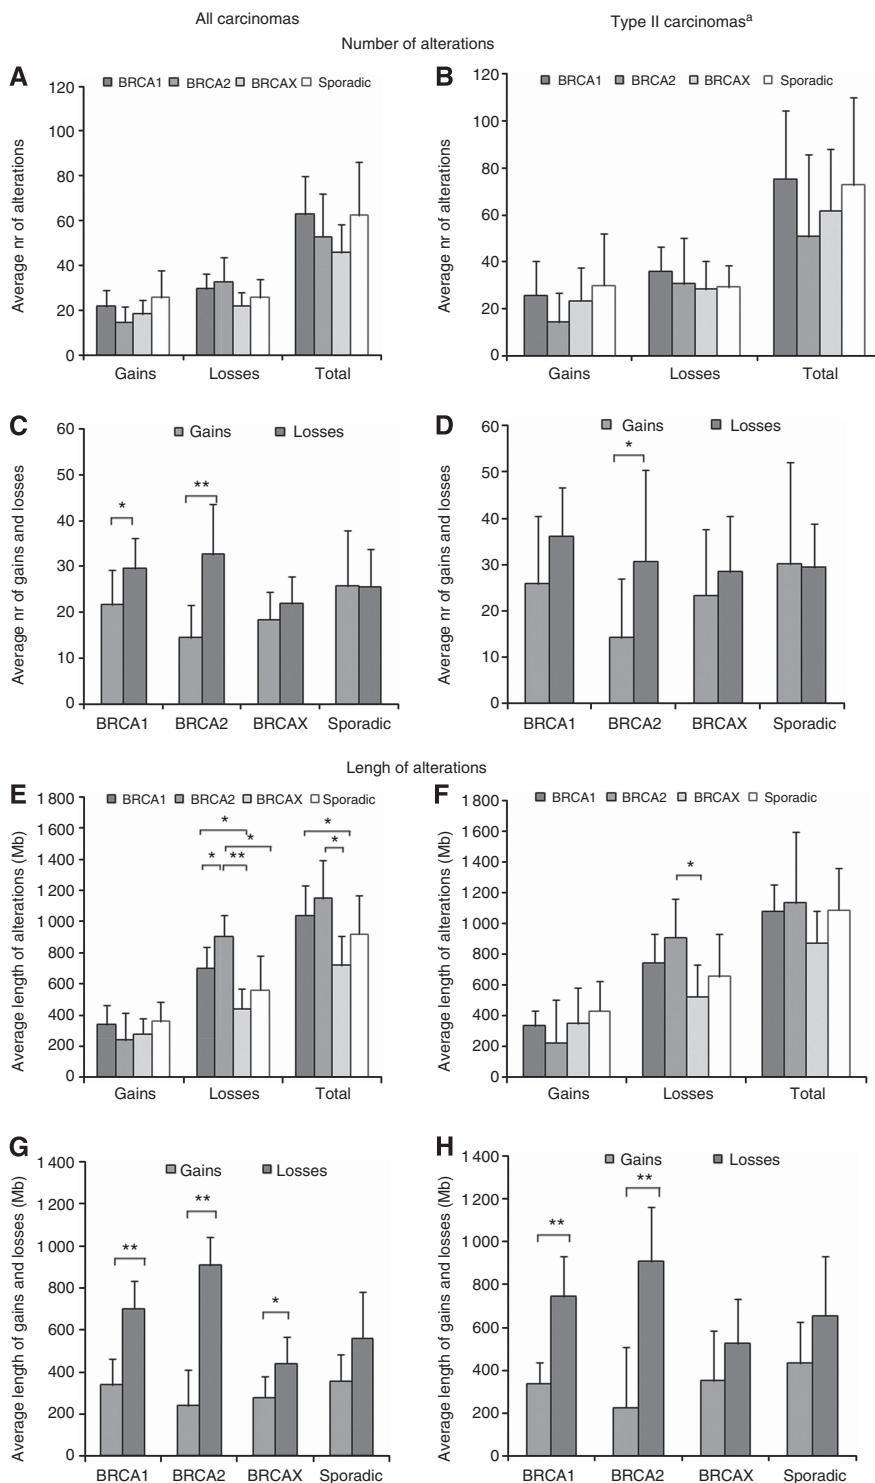 All carcinomas
Type II carcinomasᵃ
Number of alterations
A
BRCA1 BRCA2 BRCAX Sporadic
Average nr of alterations
120
100
80
60
40
20
0
Gains Losses Total
B
BRCA1 BRCA2 BRCAX Sporadic
Average nr of alterations
120
100
80
60
40
20
0
Gains Losses Total
C
Gains Losses
Average nr of gains and losses
60
50
40
30
20
10
0
* **
BRCA1 BRCA2 BRCAX Sporadic
D
Gains Losses
Average nr of gains and losses
60
50
40
30
20
10
0
*
BRCA1 BRCA2 BRCAX Sporadic
Lengh of alterations
E
BRCA1 BRCA2 BRCAX Sporadic
Average length of alterations (Mb)
1 800
1 600
1 400
1 200
1 000
800
600
400
200
0
* *
* *
* **
Gains Losses Total
F
BRCA1 BRCA2 BRCAX Sporadic
Average length of alterations (Mb)
1 800
1 600
1 400
1 200
1 000
800
600
400
200
0
*
Gains Losses Total
G
Gains Losses
Average length of gains and losses (Mb)
1 400
1200
1000
800
600
400
200
0
** ** *
BRCA1 BRCA2 BRCAX Sporadic
H
Gains Losses
Average length of gains and losses (Mb)
1 400
1200
1000
800
600
400
200
0
** **
BRCA1 BRCA2 BRCAX Sporadic